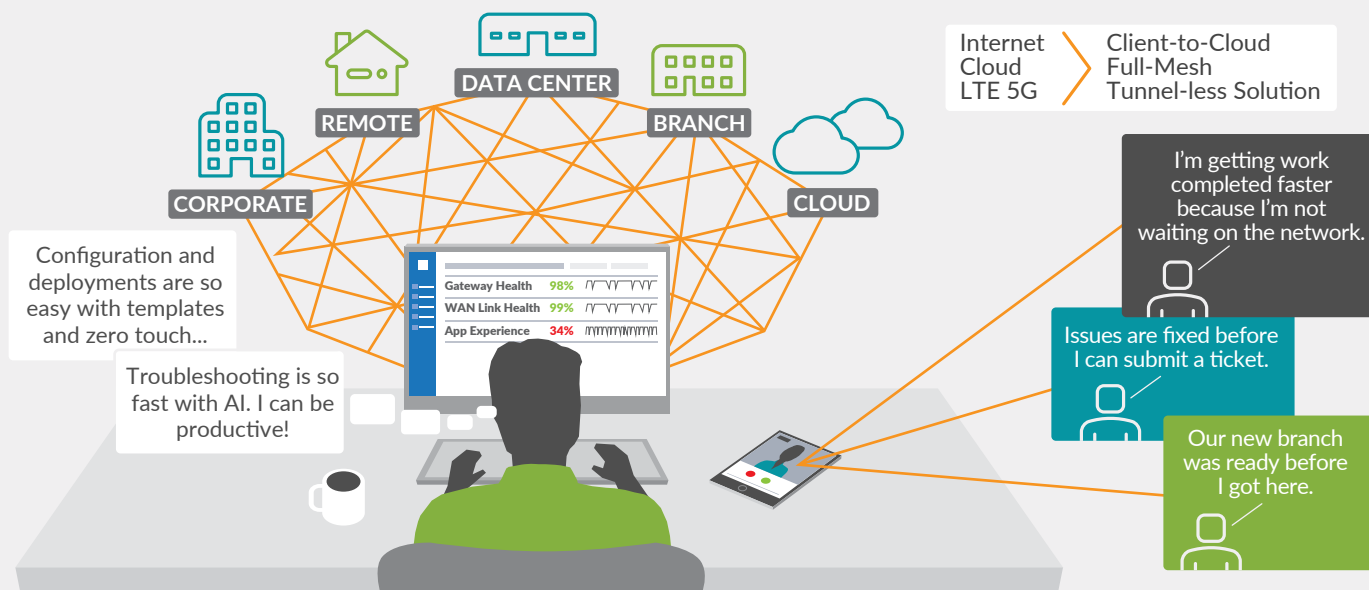 DATA CENTER
REMOTE
BRANCH
CORPORATE
CLOUD
Internet
Cloud
LTE 5G
Client-to-Cloud
Full-Mesh
Tunnel-less Solution
Configuration and
deployments are so
easy with templates
and zero touch...
Troubleshooting is so
fast with AI. I can be
productive!
Gateway Health 98%
WAN Link Health 99%
App Experience 34%
I'm getting work
completed faster
because I'm not
waiting on the network.
Issues are fixed before
I can submit a ticket.
Our new branch
was ready before
I got here.